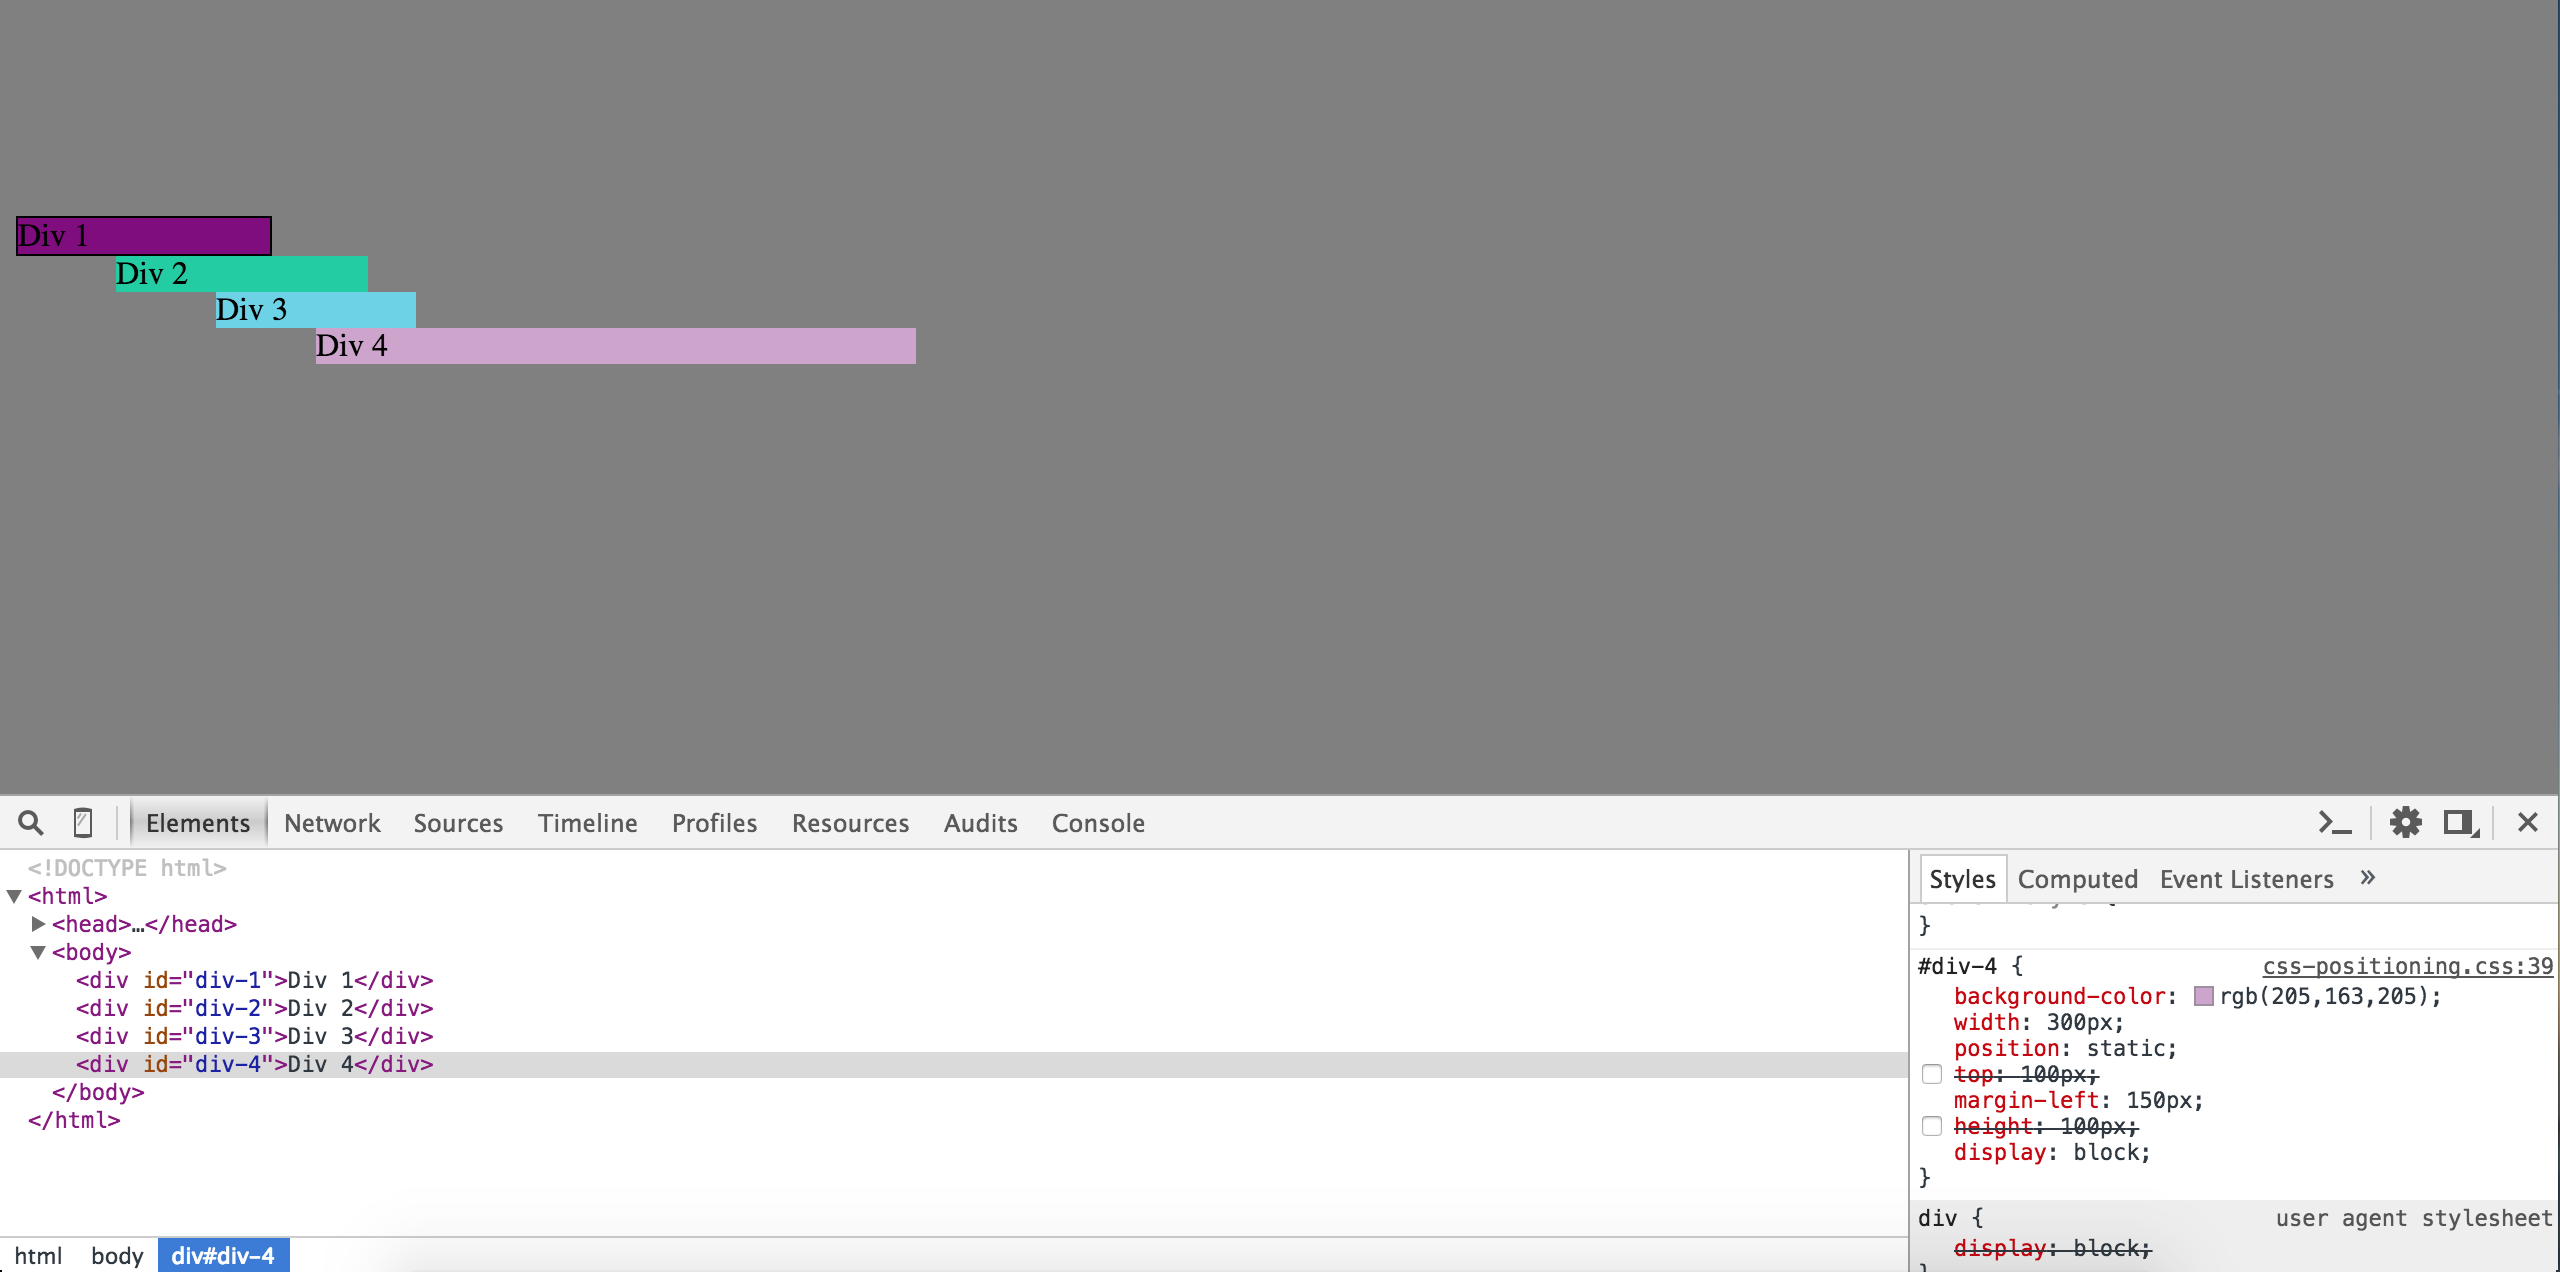 Div 1
Div 2
Div 3
Div 4
Elements Network Sources Timeline Profiles Resources Audits Console
<!DOCTYPE html>
<html>
<head>…</head>
<body>
<div id="div-1">Div 1</div>
<div id="div-2">Div 2</div>
<div id="div-3">Div 3</div>
<div id="div-4">Div 4</div>
</body>
</html>
html body div#div-4
Styles Computed Event Listeners »
}
#div-4 { css-positioning.css:39
background-color: rgb(205,163,205);
width: 300px;
position: static;
top: 100px;
margin-left: 150px;
height: 100px;
display: block;
}
div { user agent stylesheet
display: block;